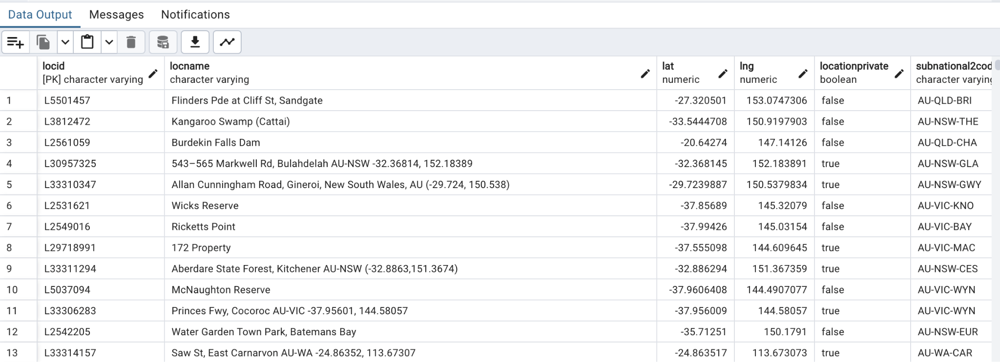 Data Output Messages Notifications
locid locname lat lng locationprivate subnational2cod
[PK] character varying character varying numeric numeric boolean character varying
1 L5501457 Flinders Pde at Cliff St, Sandgate -27.320501 153.0747306 false AU-QLD-BRI
2 L3812472 Kangaroo Swamp (Cattai) -33.5444708 150.9197903 false AU-NSW-THE
3 L2561059 Burdekin Falls Dam -20.64274 147.14126 false AU-QLD-CHA
4 L30957325 543–565 Markwell Rd, Bulahdelah AU-NSW -32.36814, 152.18389 -32.368145 152.183891 true AU-NSW-GLA
5 L33310347 Allan Cunningham Road, Gineroi, New South Wales, AU (-29.724, 150.538) -29.7239887 150.5379834 true AU-NSW-GWY
6 L2531621 Wicks Reserve -37.85689 145.32079 false AU-VIC-KNO
7 L2549016 Ricketts Point -37.99426 145.03154 false AU-VIC-BAY
8 L29718991 172 Property -37.555098 144.609645 true AU-VIC-MAC
9 L33311294 Aberdare State Forest, Kitchener AU-NSW (-32.8863,151.3674) -32.886294 151.367359 true AU-NSW-CES
10 L5037094 McNaughton Reserve -37.9606408 144.4907077 false AU-VIC-WYN
11 L33306283 Princes Fwy, Cocoroc AU-VIC -37.95601, 144.58057 -37.956009 144.58057 true AU-VIC-WYN
12 L2542205 Water Garden Town Park, Batemans Bay -35.71251 150.1791 false AU-NSW-EUR
13 L33314157 Saw St, East Carnarvon AU-WA -24.86352, 113.67307 -24.863517 113.673073 true AU-WA-CAR